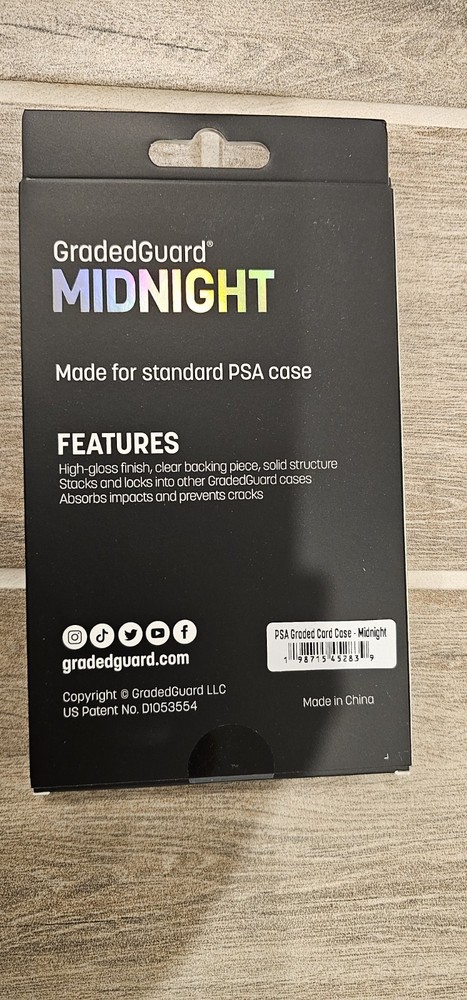 GradedGuard®
MIDNIGHT
Made for standard PSA case
FEATURES
High-gloss finish, clear backing piece, solid structure
Stacks and locks into other GradedGuard cases
Absorbs impacts and prevents cracks
gradedguard.com
PSA Graded Card Case - Midnight
1 98715 45283 9
Copyright © GradedGuard LLC
US Patent No. D1053554
Made in China